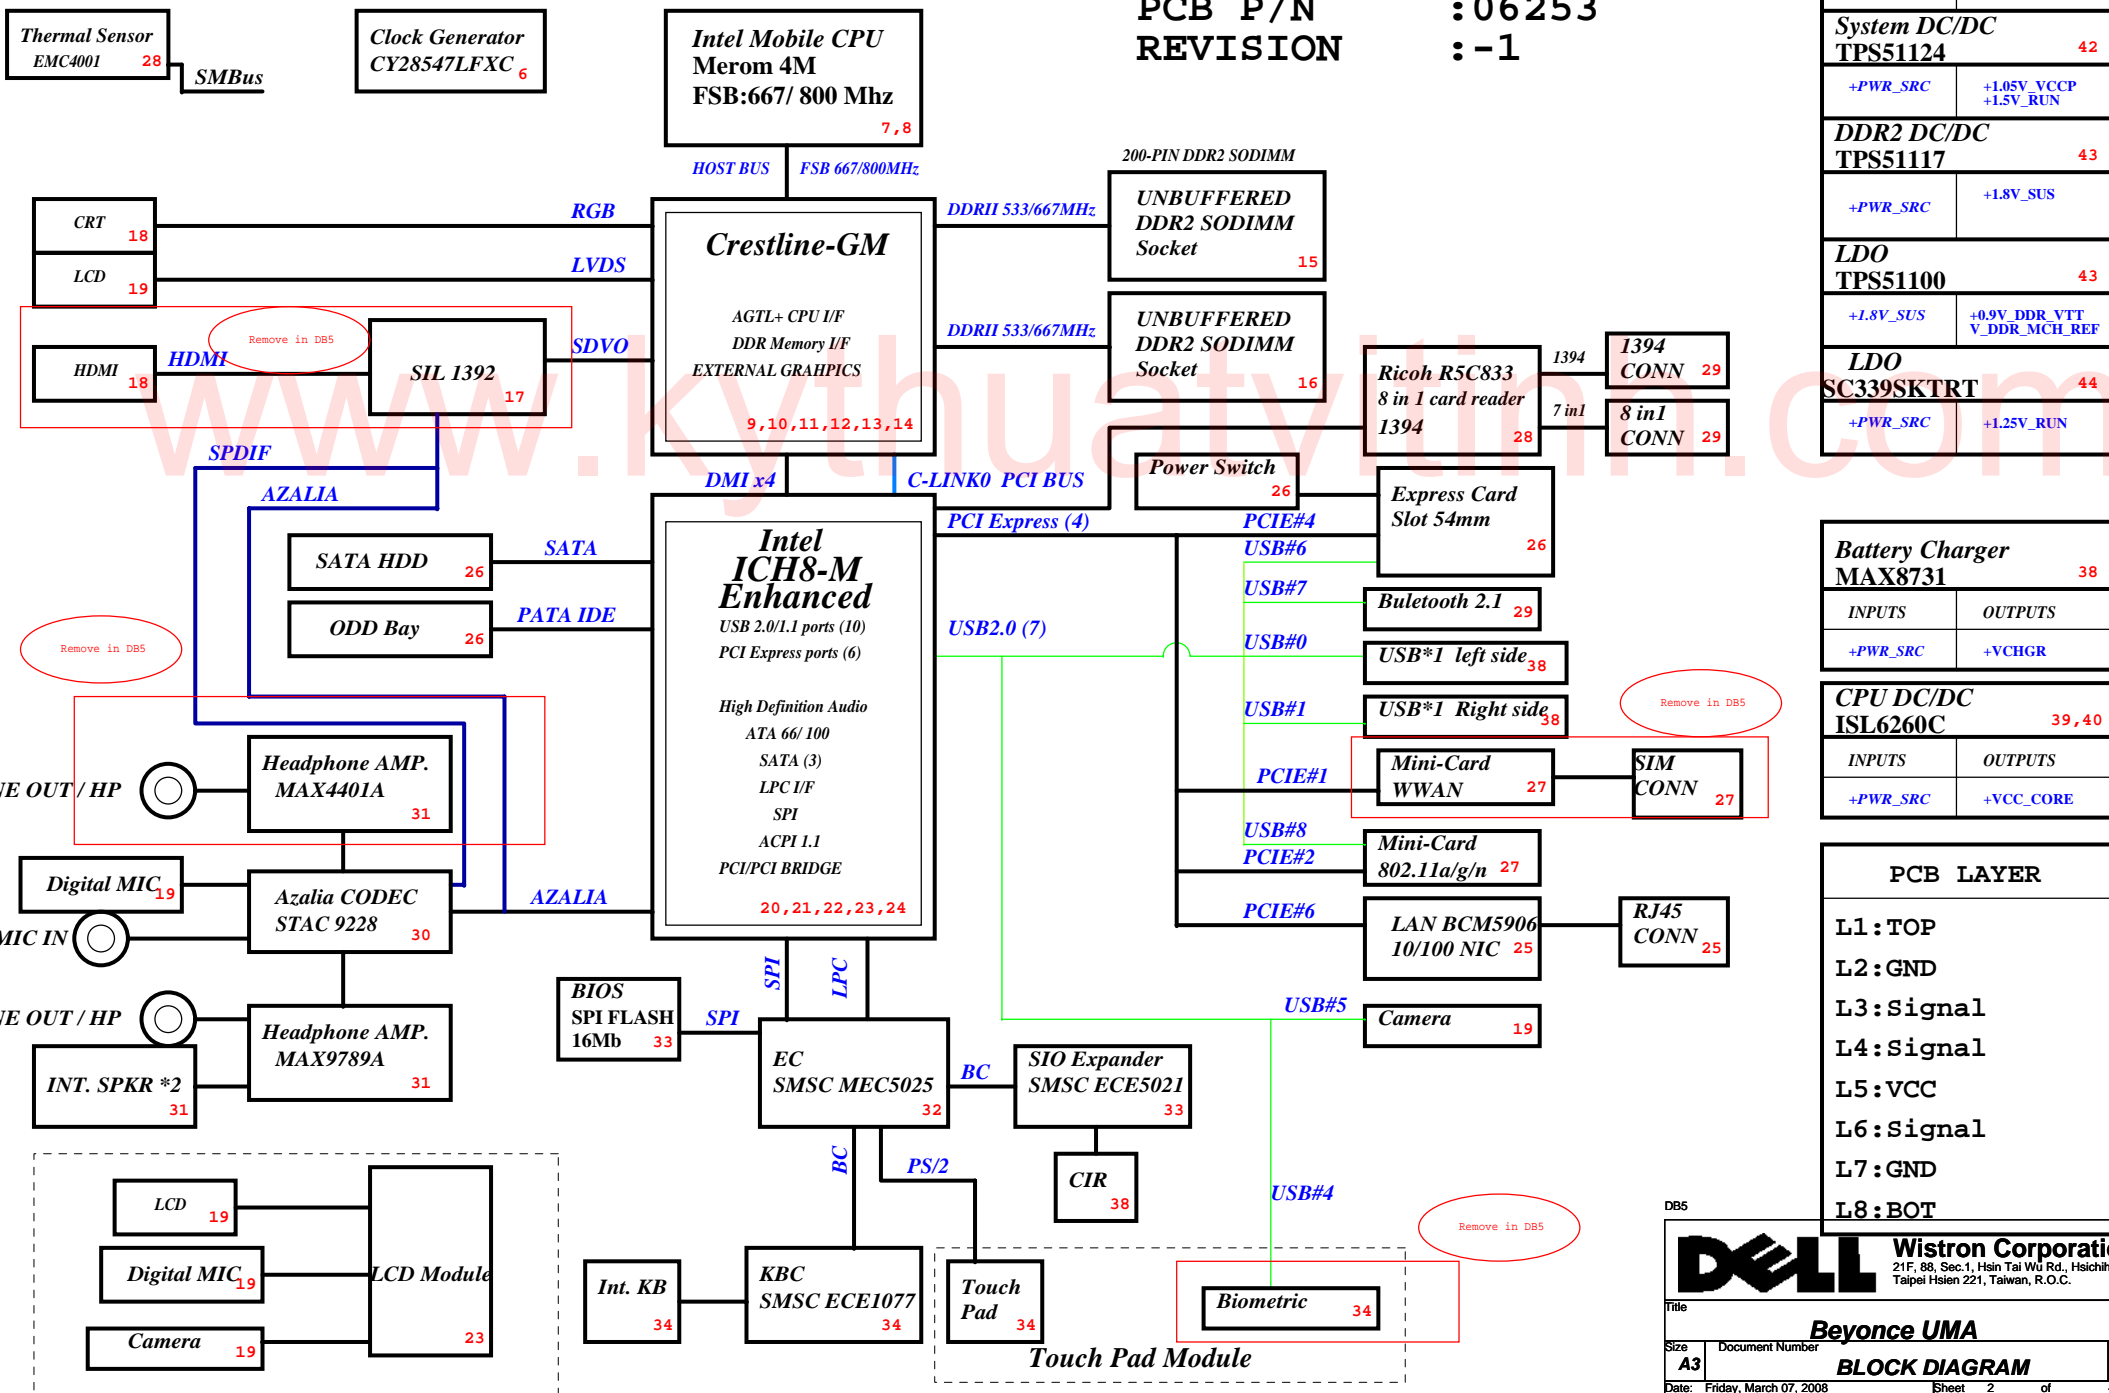 PCB P/N :06253
REVISION :-1
Thermal Sensor
EMC4001 28
SMBus
Clock Generator
CY28547LFXC 6
Intel Mobile CPU
Merom 4M
FSB:667/ 800 Mhz
7,8
HOST BUS FSB 667/800MHz
CRT 18
RGB
LCD 19
LVDS
Remove in DB5
HDMI 18
HDMI
SIL 1392
17
SDVO
Crestline-GM
AGTL+ CPU I/F
DDR Memory I/F
EXTERNAL GRAHPICS
9,10,11,12,13,14
DDRII 533/667MHz
DDRII 533/667MHz
200-PIN DDR2 SODIMM
UNBUFFERED
DDR2 SODIMM
Socket
15
UNBUFFERED
DDR2 SODIMM
Socket
16
Ricoh R5C833
8 in 1 card reader
1394
28
1394
1394
CONN 29
7 in1
8 in1
CONN 29
www.kythuatvitinh.com
SPDIF
AZALIA
DMI x4
C-LINK0 PCI BUS
Power Switch
26
Express Card
Slot 54mm
26
PCI Express (4)
PCIE#4
USB#6
SATA HDD 26
SATA
ODD Bay 26
PATA IDE
Intel
ICH8-M
Enhanced
USB 2.0/1.1 ports (10)
PCI Express ports (6)
High Definition Audio
ATA 66/ 100
SATA (3)
LPC I/F
SPI
ACPI 1.1
PCI/PCI BRIDGE
20,21,22,23,24
USB2.0 (7)
USB#7
Buletooth 2.1 29
USB#0
USB*1 left side 38
USB#1
USB*1 Right side 38
Remove in DB5
PCIE#1
Mini-Card
WWAN 27
SIM
CONN 27
USB#8
PCIE#2
Mini-Card
802.11a/g/n 27
PCIE#6
LAN BCM5906
10/100 NIC 25
RJ45
CONN 25
USB#5
Camera 19
USB#4
Remove in DB5
Headphone AMP.
MAX4401A
31
NE OUT / HP
Digital MIC 19
MIC IN
Azalia CODEC
STAC 9228
30
AZALIA
NE OUT / HP
Headphone AMP.
MAX9789A
31
INT. SPKR *2
31
SPI
LPC
BIOS
SPI FLASH
16Mb 33
SPI
EC
SMSC MEC5025
32
BC
SIO Expander
SMSC ECE5021
33
CIR
38
BC
PS/2
LCD 19
Digital MIC 19
Camera 19
LCD Module
23
Int. KB
34
KBC
SMSC ECE1077
34
Touch
Pad
34
Biometric 34
Remove in DB5
Touch Pad Module
System DC/DC
TPS51124 42
+PWR_SRC +1.05V_VCCP
+1.5V_RUN
DDR2 DC/DC
TPS51117 43
+PWR_SRC +1.8V_SUS
LDO
TPS51100 43
+1.8V_SUS +0.9V_DDR_VTT
V_DDR_MCH_REF
LDO
SC339SKTRT 44
+PWR_SRC +1.25V_RUN
Battery Charger
MAX8731 38
INPUTS OUTPUTS
+PWR_SRC +VCHGR
CPU DC/DC
ISL6260C 39,40
INPUTS OUTPUTS
+PWR_SRC +VCC_CORE
PCB LAYER
L1:TOP
L2:GND
L3:Signal
L4:Signal
L5:VCC
L6:Signal
L7:GND
L8:BOT
DB5
DELL
Wistron Corporati
21F, 88, Sec.1, Hsin Tai Wu Rd., Hsichih
Taipei Hsien 221, Taiwan, R.O.C.
Title
Beyonce UMA
Size Document Number
A3 BLOCK DIAGRAM
Date: Friday, March 07, 2008 Sheet 2 of